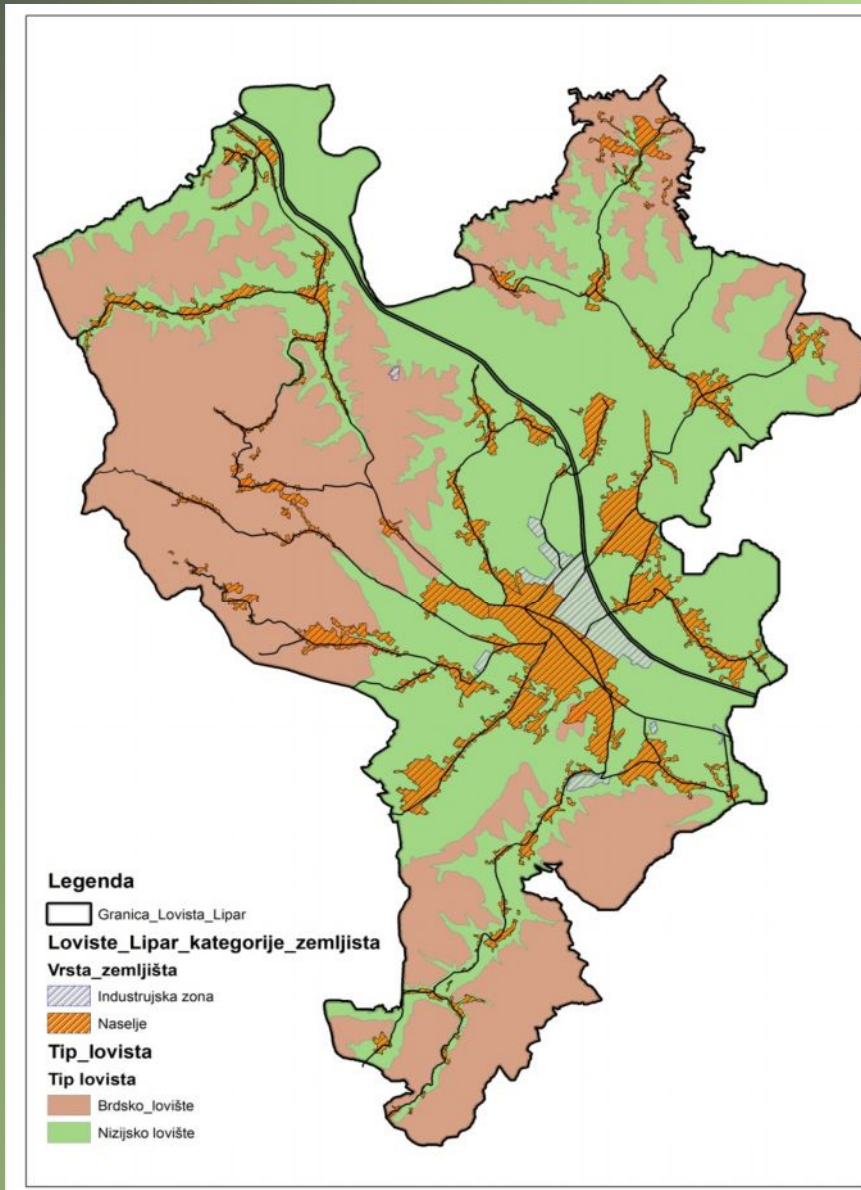 Legenda
Granica_Lovista_Lipar
Loviste_Lipar_kategorije_zemljista
Vrsta_zemljišta
Industrujska zona
Naselje
Tip_lovista
Tip lovista
Brdsko_lovište
Nizijsko lovište